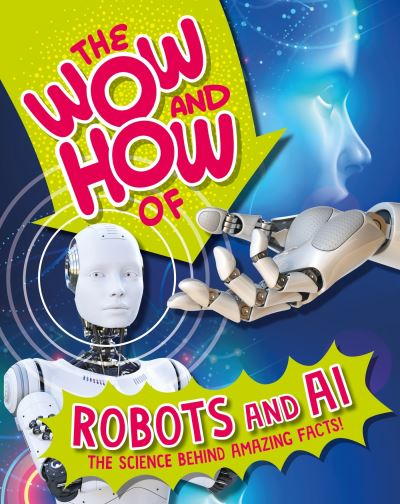 THE
WOW
AND
HOW
OF
ROBOTS AND AI
THE SCIENCE BEHIND AMAZING FACTS!